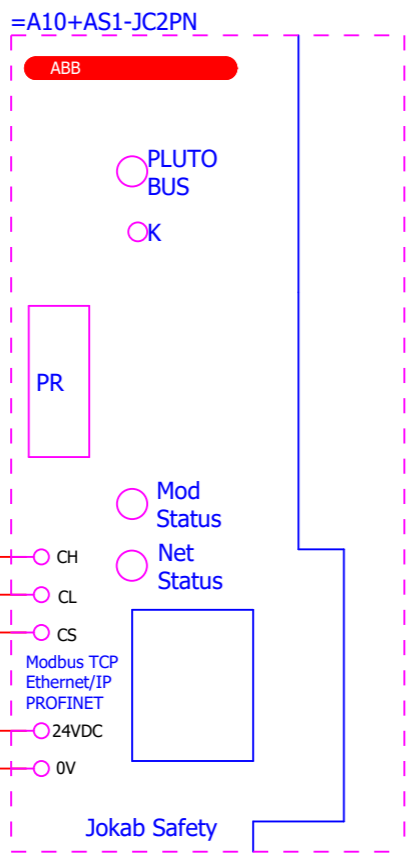 =A10+AS1-JC2PN
ABB
PLUTO
BUS
K
PR
Mod
Status
Net
Status
CH
CL
CS
Modbus TCP
Ethernet/IP
PROFINET
24VDC
0V
Jokab Safety